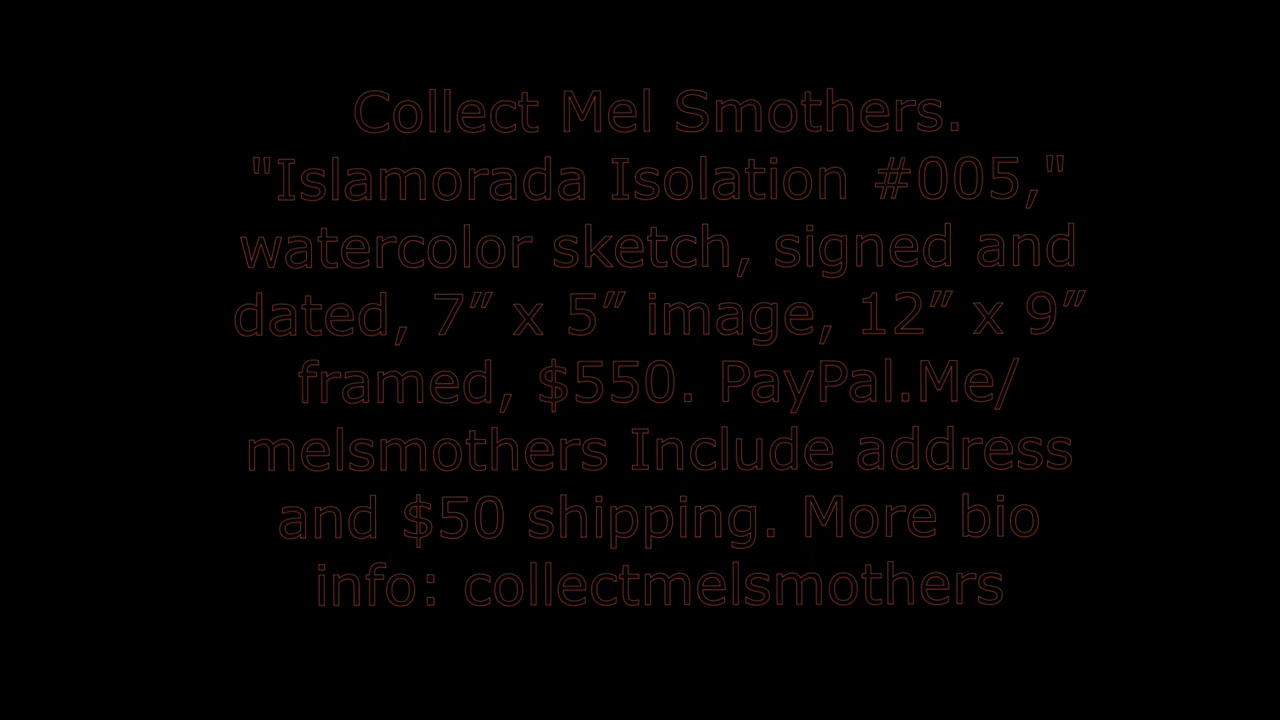 Collect Mel Smothers.
"Islamorada Isolation #005,"
watercolor sketch, signed and
dated, 7” x 5” image, 12” x 9”
framed, $550. PayPal.Me/
melsmothers Include address
and $50 shipping. More bio
info: collectmelsmothers